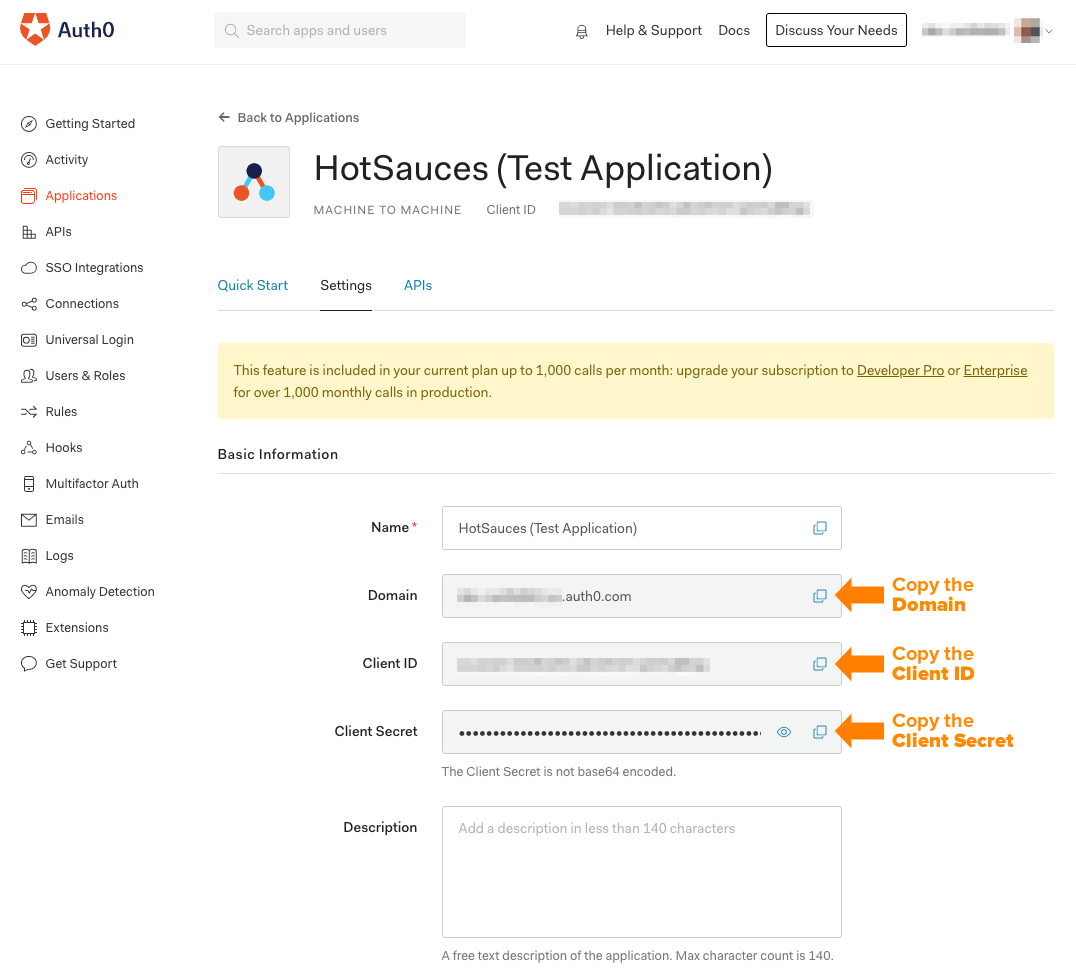 Auth0
Search apps and users
Help & Support
Docs
Discuss Your Needs
Getting Started
Activity
Applications
APIs
SSO Integrations
Connections
Universal Login
Users & Roles
Rules
Hooks
Multifactor Auth
Emails
Logs
Anomaly Detection
Extensions
Get Support
Back to Applications
HotSauces (Test Application)
MACHINE TO MACHINE Client ID
Quick Start
Settings
APIs
This feature is included in your current plan up to 1,000 calls per month: upgrade your subscription to Developer Pro or Enterprise
for over 1,000 monthly calls in production.
Basic Information
Name *
HotSauces (Test Application)
Domain
.auth0.com
Copy the
Domain
Client ID
Copy the
Client ID
Client Secret
••••••••••••••••••••••••••••••••••••••••••••
Copy the
Client Secret
The Client Secret is not base64 encoded.
Description
Add a description in less than 140 characters
A free text description of the application. Max character count is 140.